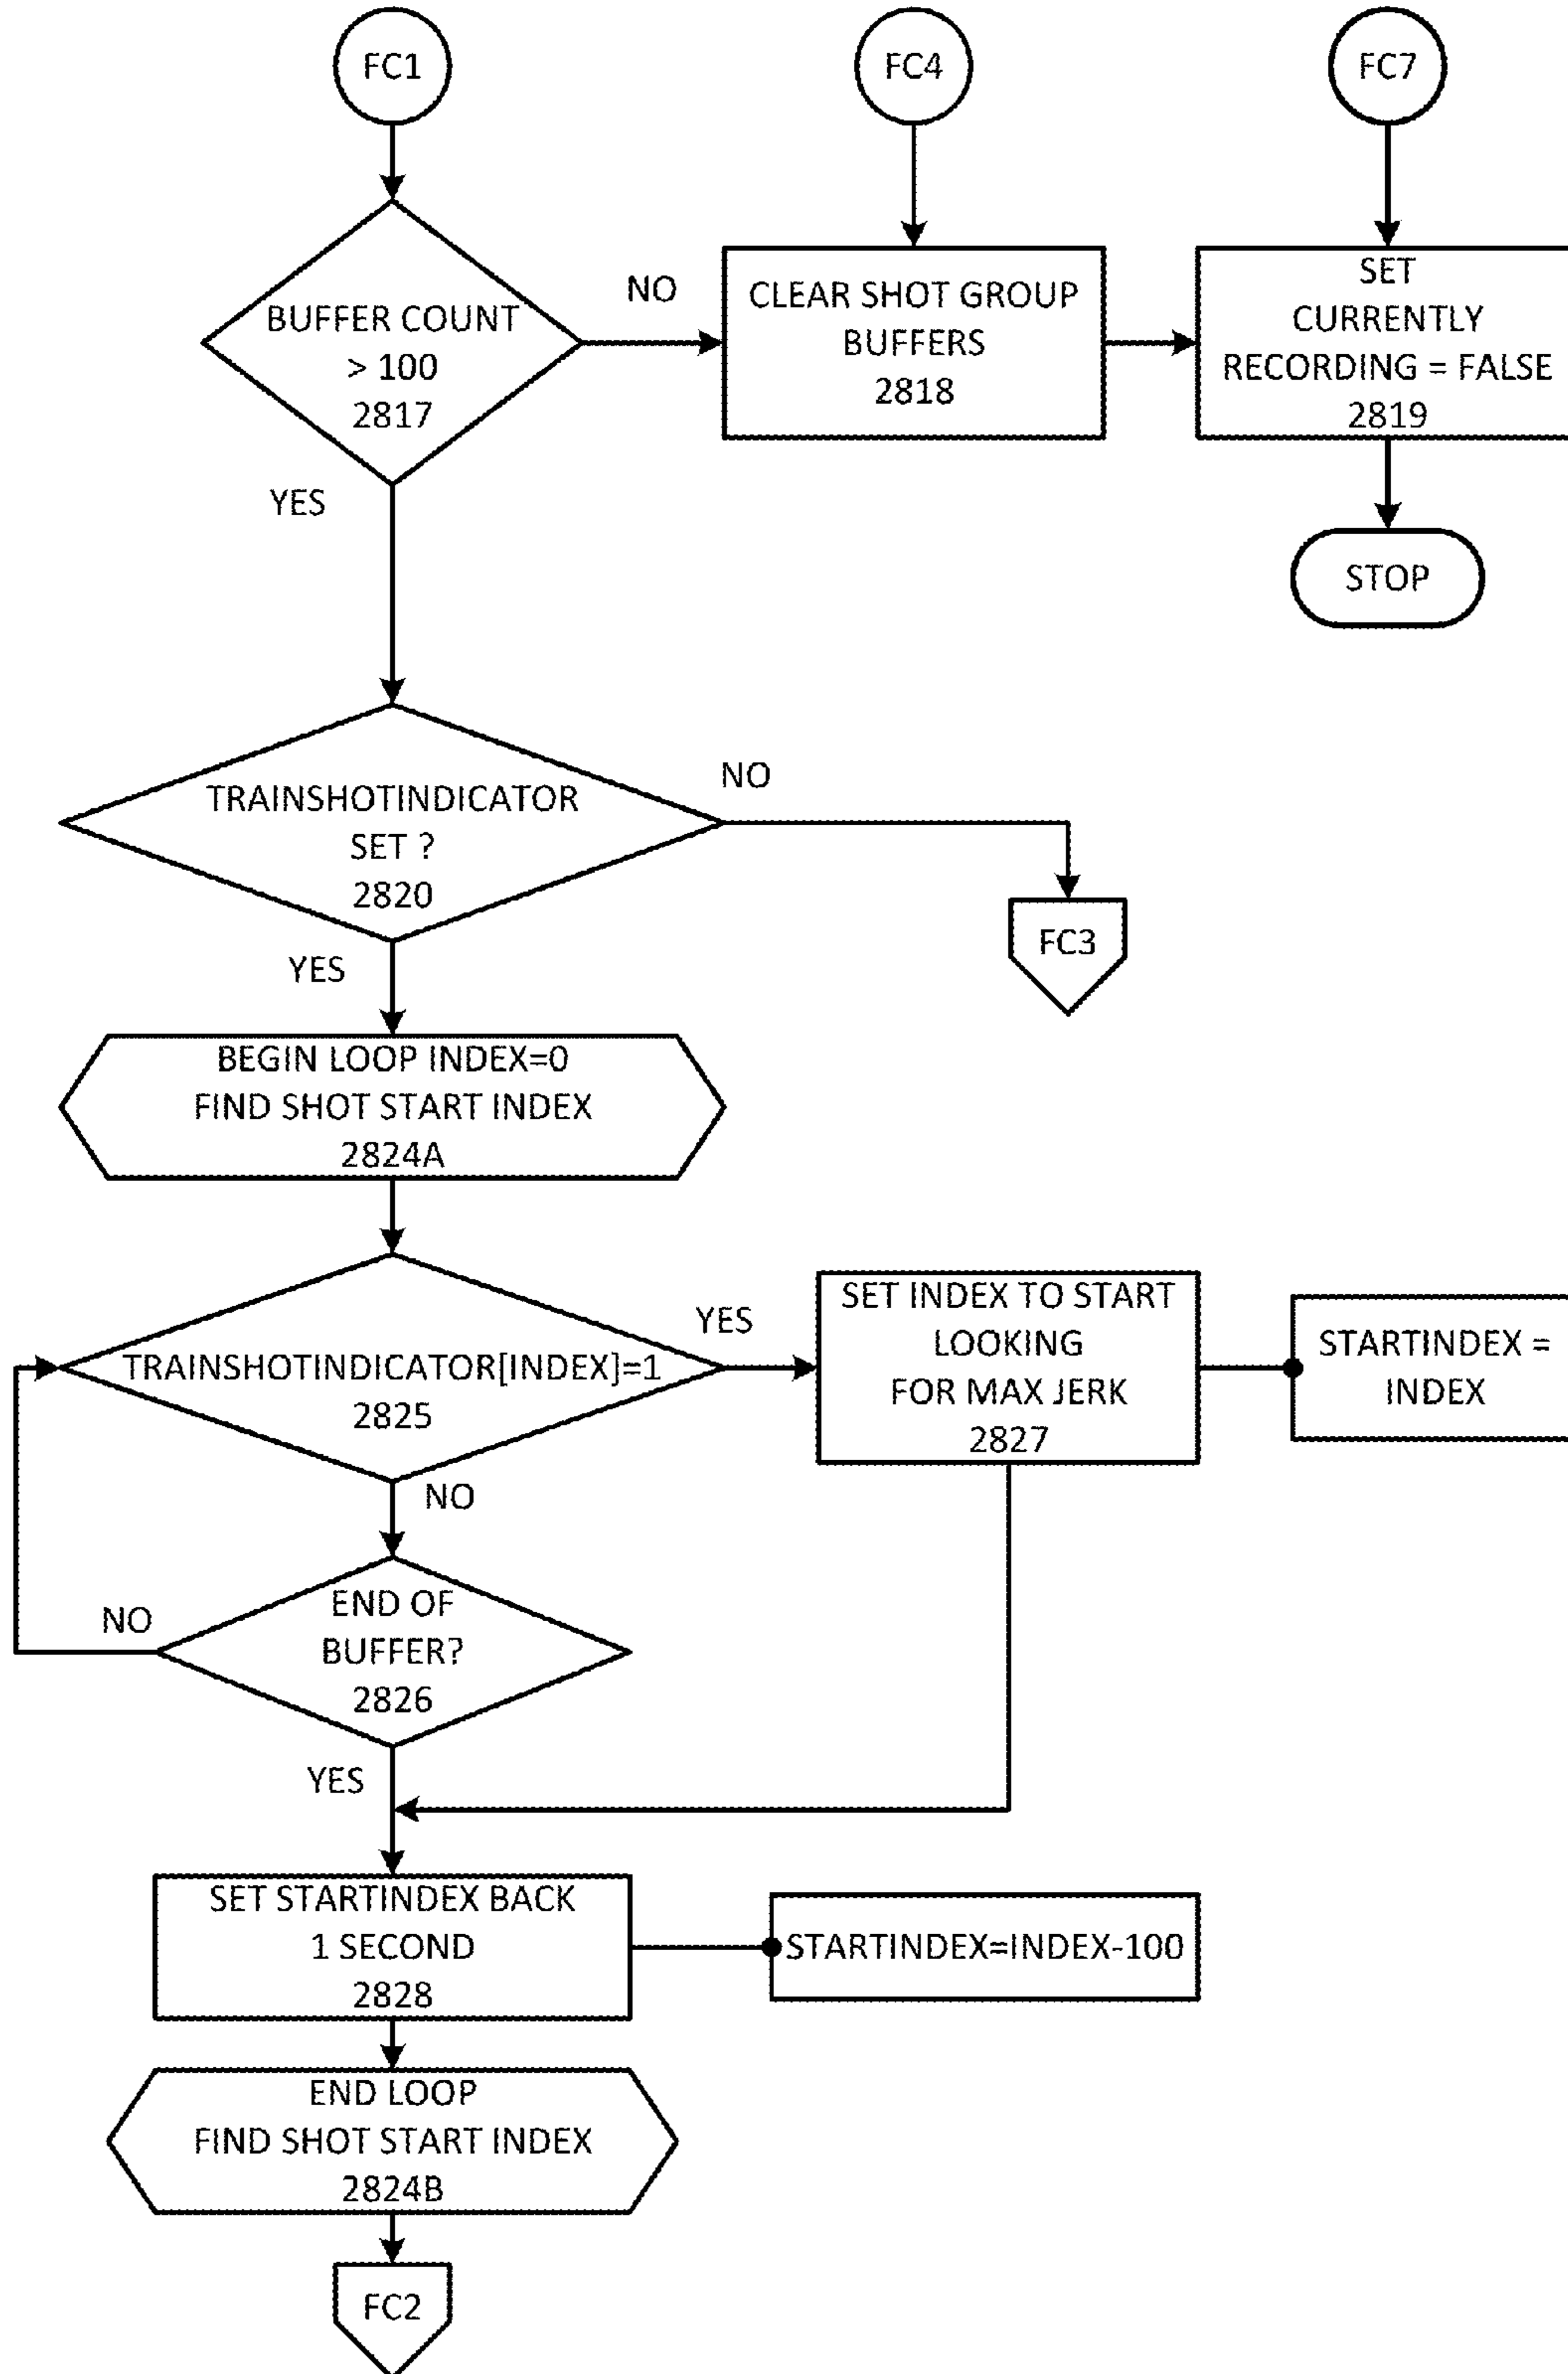 FC1
FC4
FC7
BUFFER COUNT
> 100
2817
NO
CLEAR SHOT GROUP
BUFFERS
2818
SET
CURRENTLY
RECORDING = FALSE
2819
YES
STOP
TRAINSHOTINDICATOR
SET ?
2820
NO
FC3
YES
BEGIN LOOP INDEX=0
FIND SHOT START INDEX
2824A
TRAINSHOTINDICATOR[INDEX]=1
2825
YES
SET INDEX TO START
LOOKING
FOR MAX JERK
2827
STARTINDEX =
INDEX
NO
END OF
BUFFER?
2826
NO
YES
SET STARTINDEX BACK
1 SECOND
2828
STARTINDEX=INDEX-100
END LOOP
FIND SHOT START INDEX
2824B
FC2